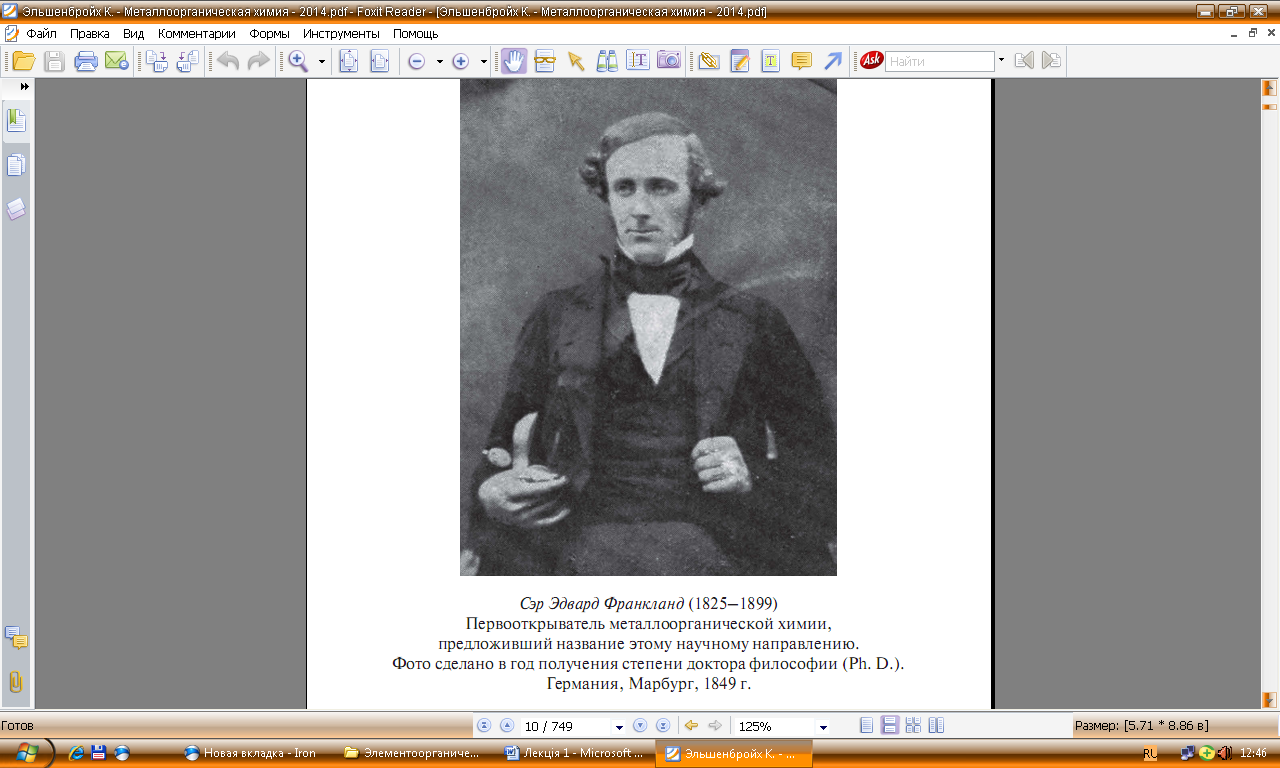 Эльшенбройх К. - Металлоорганическая химия - 2014.pdf - Foxit Reader - [Эльшенбройх К. - Металлоорганическая химия - 2014.pdf]
Файл Правка Вид Комментарии Формы Инструменты Помощь
Ask Найти
Сэр Эдвард Франкланд (1825–1899)
Первооткрыватель металлоорганической химии,
предложивший название этому научному направлению.
Фото сделано в год получения степени доктора философии (Ph. D.).
Германия, Марбург, 1849 г.
Готов 10 / 749 125% Размер: [5.71 * 8.86 в]
Новая вкладка - Iron Элементоорганиче... Лекція 1 - Microsoft ... Эльшенбройх К. - ... RU 12:46